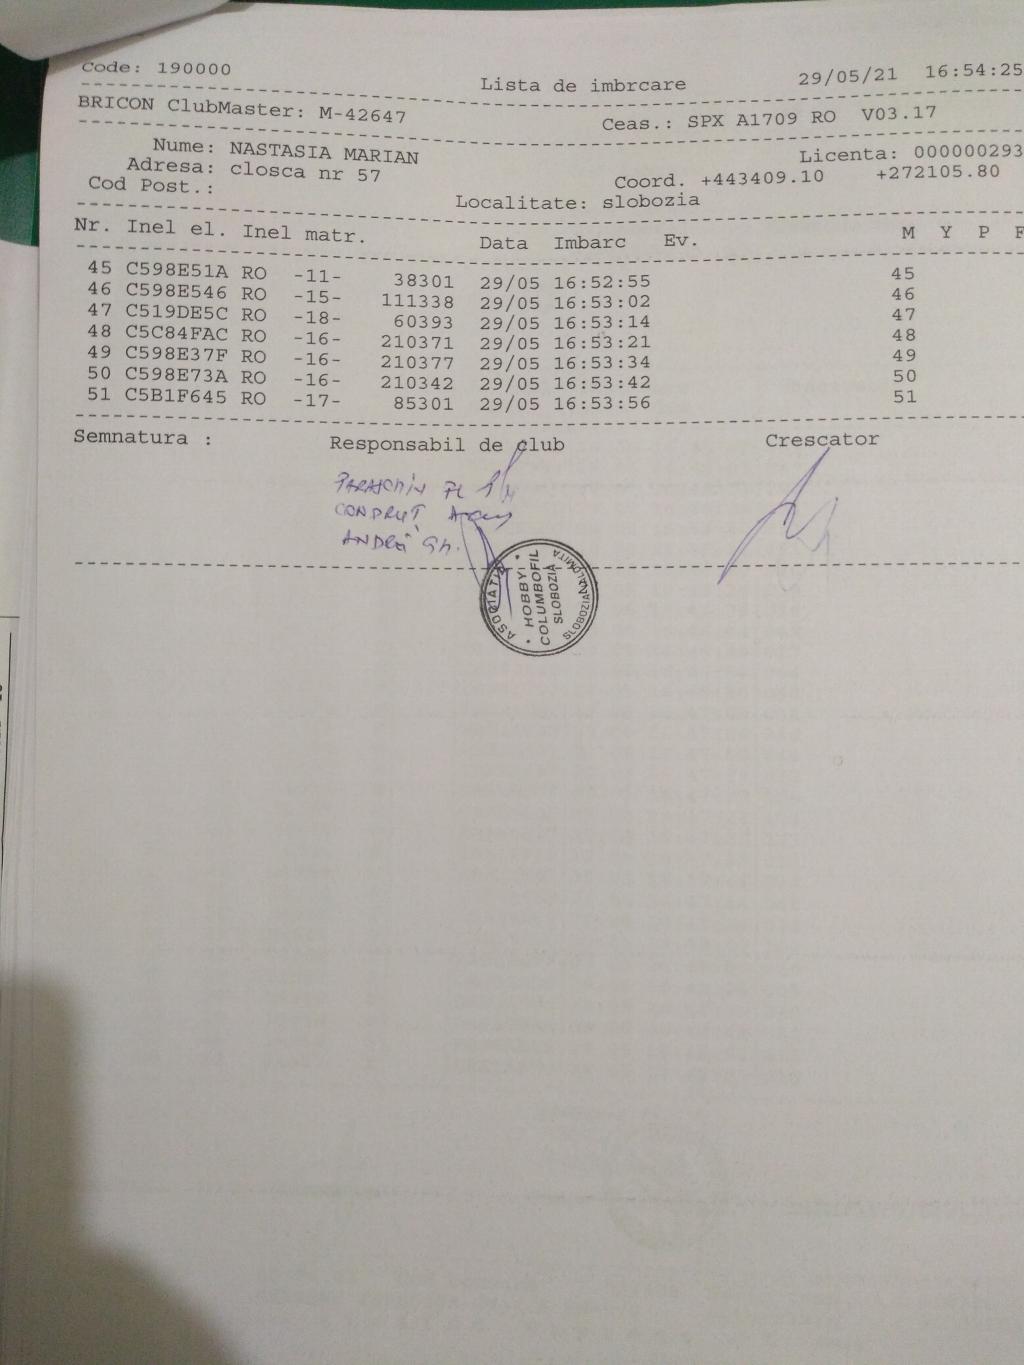 Code: 190000 Lista de imbrcare 29/05/21 16:54:25
BRICON ClubMaster: M-42647 Ceas.: SPX A1709 RO V03.17
Nume: NASTASIA MARIAN Licenta: 000000293
Adresa: closca nr 57 Coord. +443409.10 +272105.80
Cod Post.: Localitate: slobozia
Nr. Inel el. Inel matr. Data Imbarc Ev. M Y P F
45 C598E51A RO -11- 38301 29/05 16:52:55 45
46 C598E546 RO -15- 111338 29/05 16:53:02 46
47 C519DE5C RO -18- 60393 29/05 16:53:14 47
48 C5C84FAC RO -16- 210371 29/05 16:53:21 48
49 C598E37F RO -16- 210377 29/05 16:53:34 49
50 C598E73A RO -16- 210342 29/05 16:53:42 50
51 C5B1F645 RO -17- 85301 29/05 16:53:56 51
Semnatura : Responsabil de club Crescator
CONDRUT
ASOCIATIA
HOBBYI
COLUMBOFIL
SLOBOZIA
SLOBOZIA IALOMITA